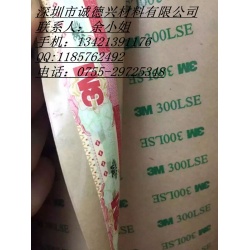 深圳市诚德兴材料有限公司
联系人：余小姐
手机：13421391176
QQ:1185762492
电话：0755-29725348
3M
3M 300LSE
3M 300LSE
3M 300LSE
3M 300LSE